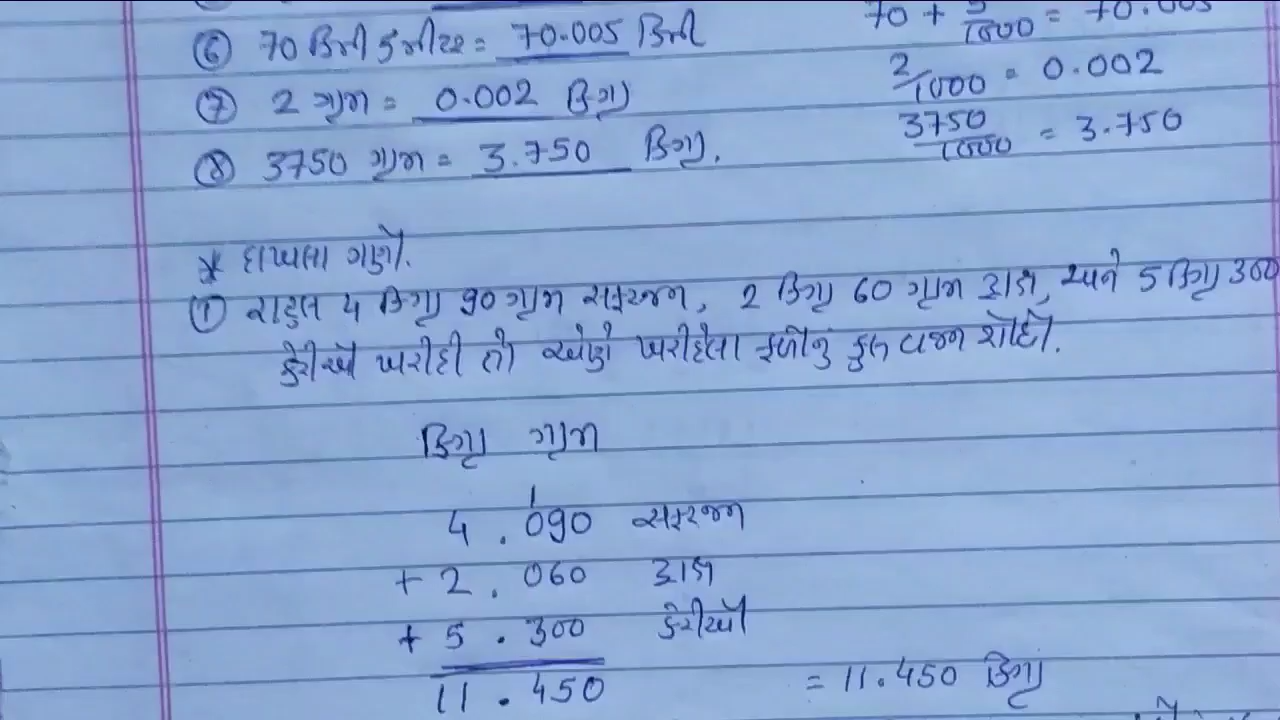 ⑥ 70 કિમી 5 મીટર = 70.005 કિમી 70 + 5/1000 = 70.005
⑦ 2 ગ્રામ = 0.002 કિગ્રા 2/1000 = 0.002
⑧ 3750 ગ્રામ = 3.750 કિગ્રા. 3750/1000 = 3.750
* દાખલા ગણો.
① રાહુલ 4 કિગ્રા 90 ગ્રામ સફરજન, 2 કિગ્રા 60 ગ્રામ દ્રાક્ષ, અને 5 કિગ્રા 300
કેરીઓ ખરીદી તો એણે ખરીદેલા ફળોનું કુલ વજન શોધો.
કિગ્રા ગ્રામ
1
4 . 090 સફરજન
+ 2 . 060 દ્રાક્ષ
+ 5 . 300 કેરીઓ
11 . 450 = 11.450 કિગ્રા